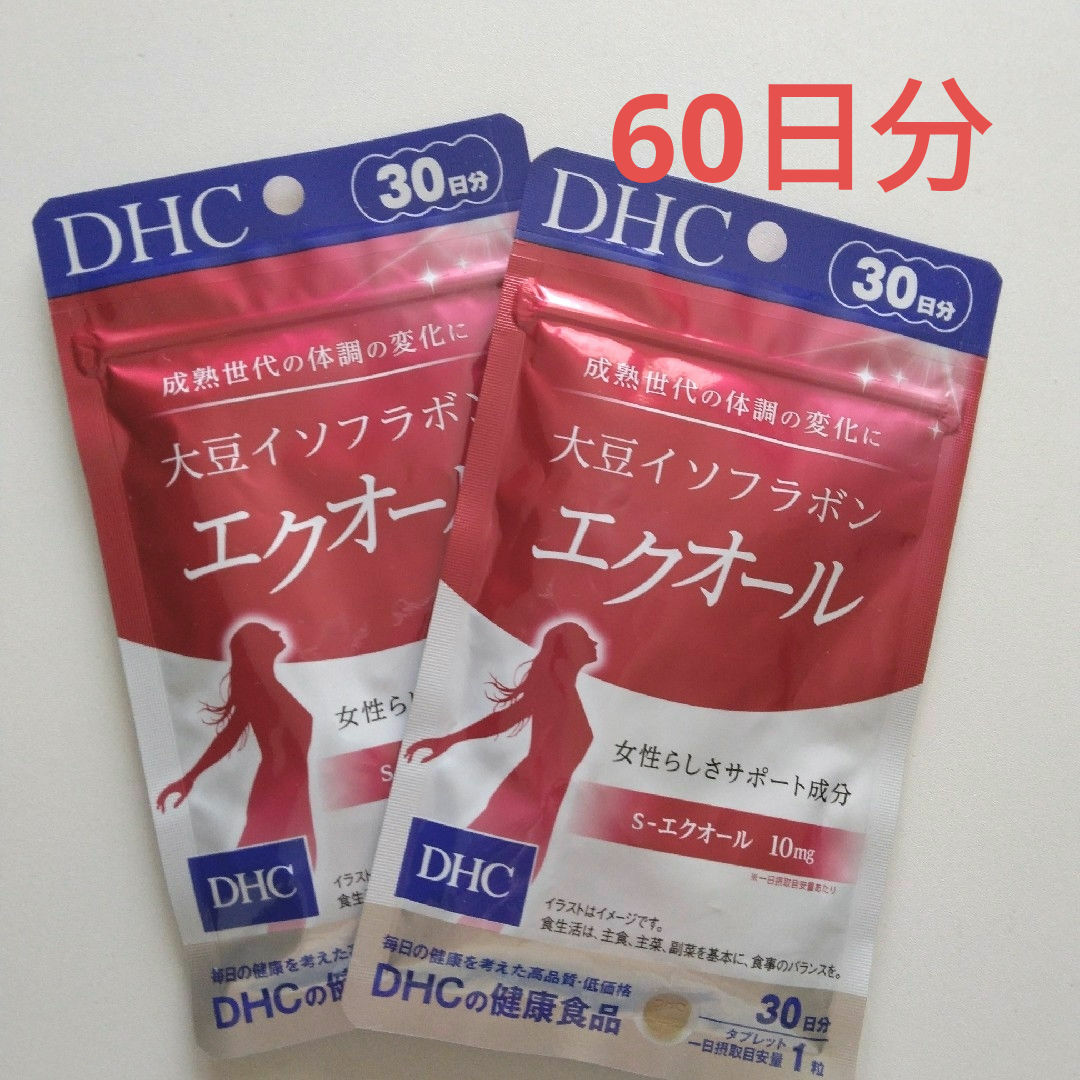 60日分
DHC
30日分
成熟世代の体調の変化に
大豆イソフラボン
エクオール
女性らし
S-
DHC
イラスト
食生
毎日の健康を考えた
DHCの健
DHC
30日分
成熟世代の体調の変化に
大豆イソフラボン
エクオール
女性らしさサポート成分
S-エクオール 10mg
※一日摂取目安量あたり
DHC
イラストはイメージです。
食生活は、主食、主菜、副菜を基本に、食事のバランスを。
毎日の健康を考えた高品質・低価格
DHCの健康食品
30日分
タブレット
一日摂取目安量1粒